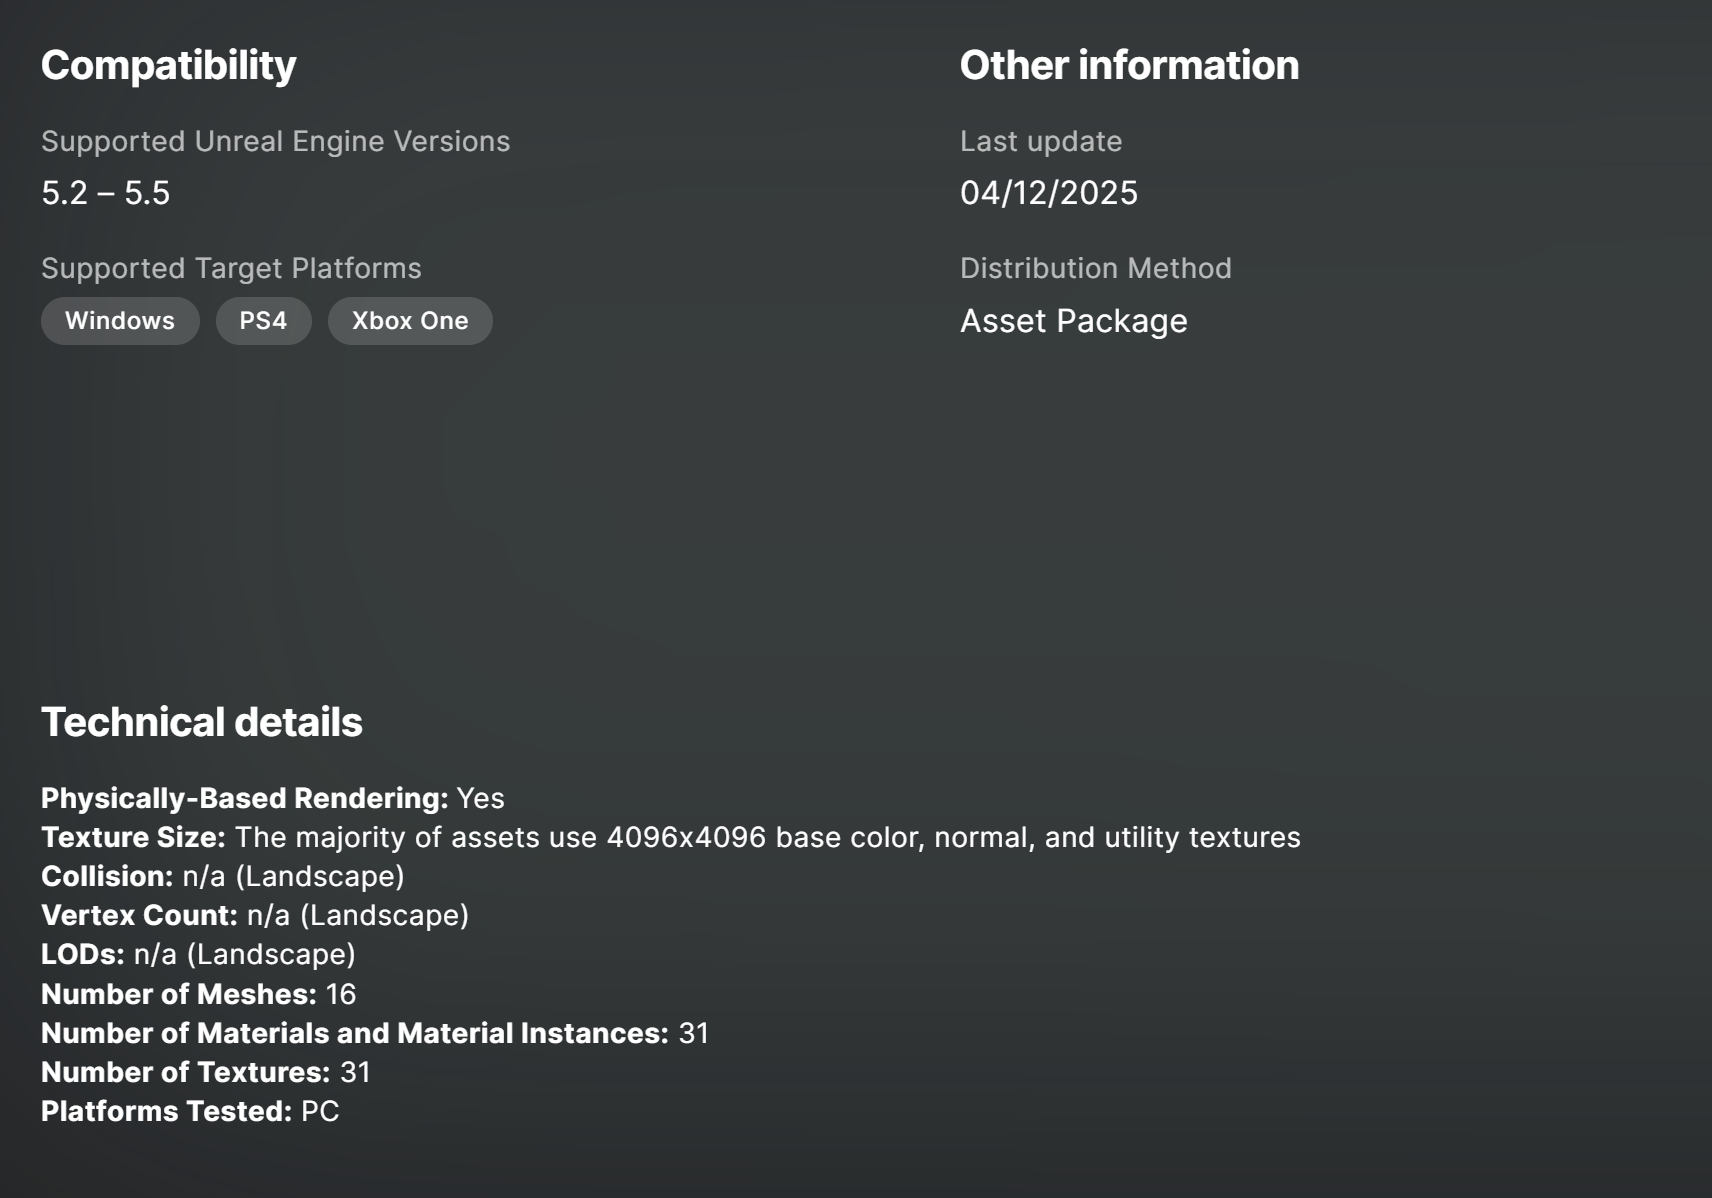 Compatibility
Supported Unreal Engine Versions
5.2 – 5.5
Supported Target Platforms
Windows PS4 Xbox One
Other information
Last update
04/12/2025
Distribution Method
Asset Package
Technical details
Physically-Based Rendering: Yes
Texture Size: The majority of assets use 4096x4096 base color, normal, and utility textures
Collision: n/a (Landscape)
Vertex Count: n/a (Landscape)
LODs: n/a (Landscape)
Number of Meshes: 16
Number of Materials and Material Instances: 31
Number of Textures: 31
Platforms Tested: PC